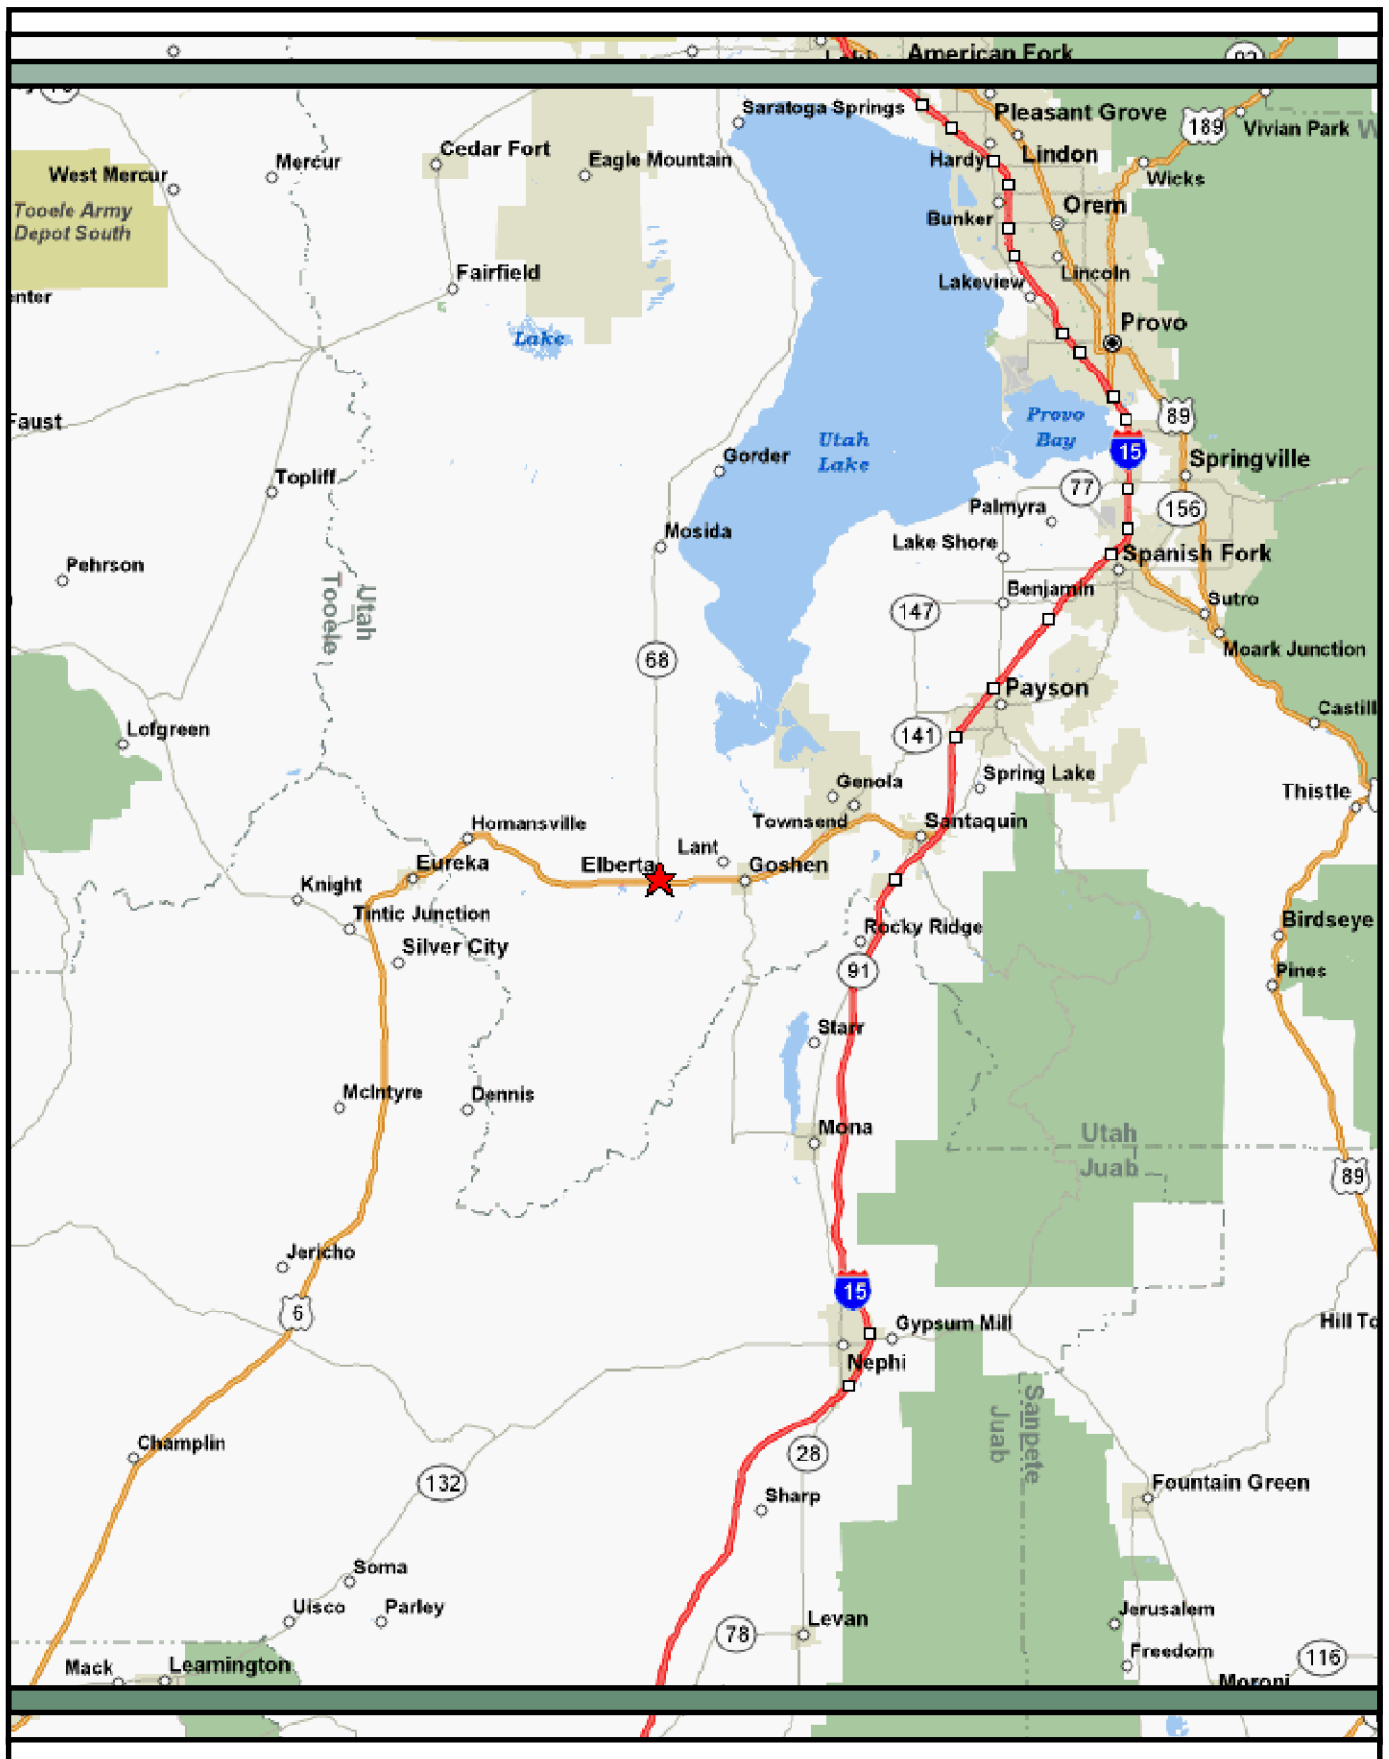 American Fork
Saratoga Springs
Pleasant Grove
189
Vivian Park
Cedar Fort
Eagle Mountain
Hardy
Lindon
Mercur
West Mercur
Wicks
Tooele Army
Depot South
Orem
Bunker
Fairfield
Lincoln
Lakeview
enter
Provo
Lake
Faust
Provo
Bay
89
Utah
Lake
15
Gorder
Springville
Topliff
77
Palmyra
156
Mosida
Lake Shore
Spanish Fork
Pehrson
Benjamin
Sutro
Utah
Tooele
147
Moark Junction
68
Payson
Castill
Lofgreen
141
Genola
Spring Lake
Thistle
Homansville
Townsend
Santaquin
Lant
Eureka
Elberta
Goshen
Knight
Tintic Junction
Birdseye
Silver City
Rocky Ridge
91
Pines
Starr
McIntyre
Dennis
Mona
Utah
Juab
89
Jericho
15
6
Gypsum Mill
Hill To
Nephi
Sanpete
Juab
Champlin
28
132
Fountain Green
Sharp
Soma
Uisco
Parley
Jerusalem
Levan
78
Freedom
116
Mack
Leamington
Moroni